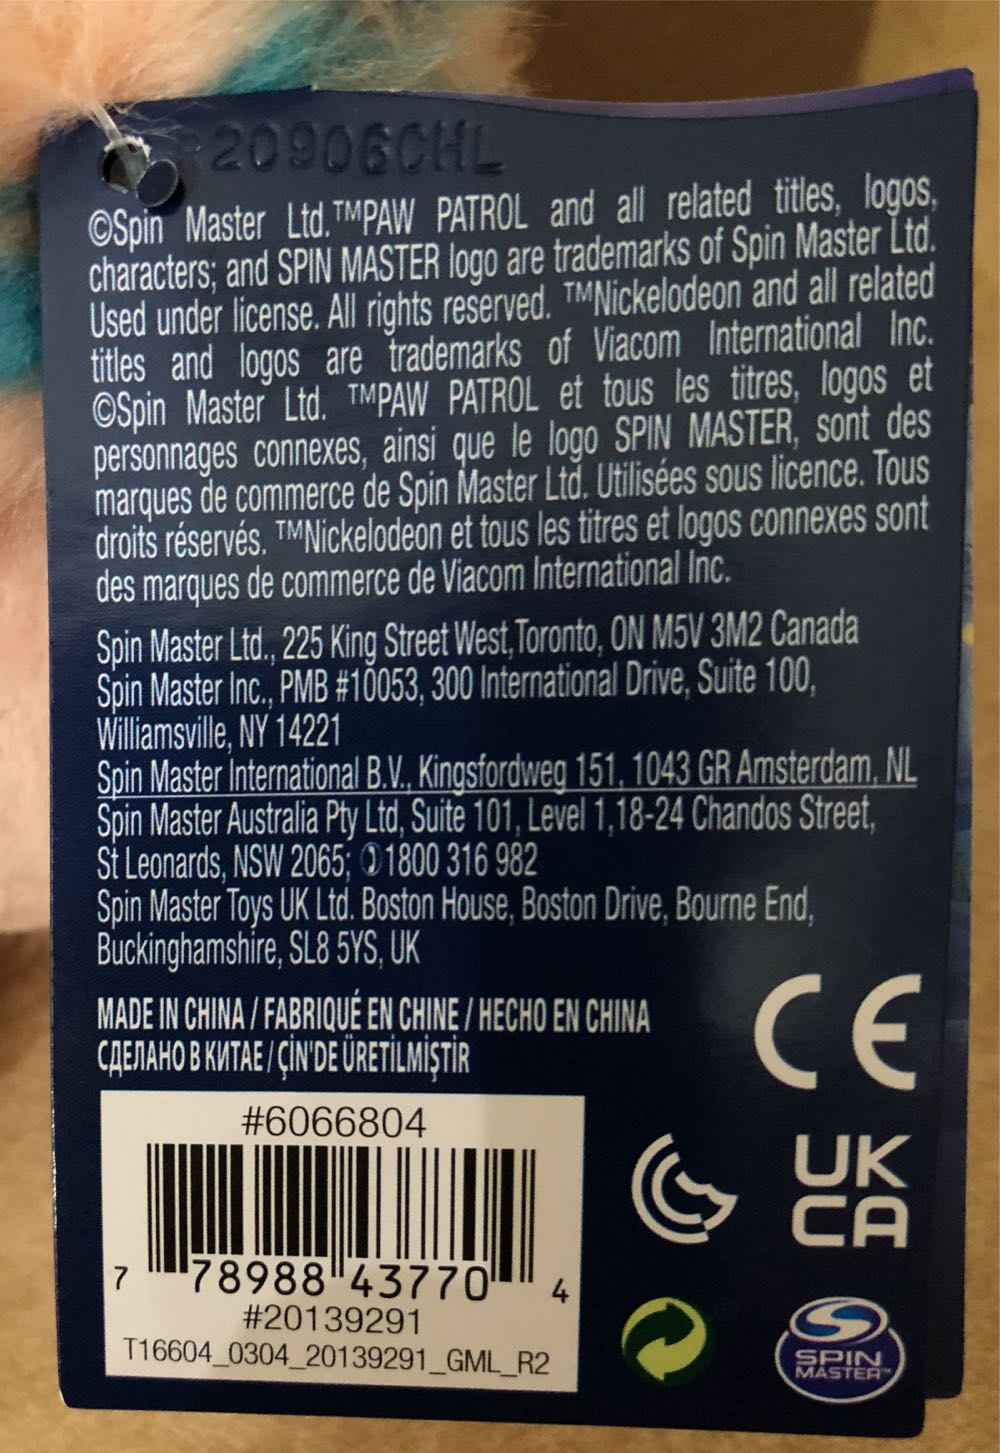 20906CHL
©Spin Master Ltd. ™PAW PATROL and all related titles, logos,
characters; and SPIN MASTER logo are trademarks of Spin Master Ltd.
Used under license. All rights reserved. ™Nickelodeon and all related
titles and logos are trademarks of Viacom International Inc.
©Spin Master Ltd. ™PAW PATROL et tous les titres, logos et
personnages connexes, ainsi que le logo SPIN MASTER, sont des
marques de commerce de Spin Master Ltd. Utilisées sous licence. Tous
droits réservés. ™Nickelodeon et tous les titres et logos connexes sont
des marques de commerce de Viacom International Inc.
Spin Master Ltd., 225 King Street West, Toronto, ON M5V 3M2 Canada
Spin Master Inc., PMB #10053, 300 International Drive, Suite 100,
Williamsville, NY 14221
Spin Master International B.V., Kingsfordweg 151, 1043 GR Amsterdam, NL
Spin Master Australia Pty Ltd, Suite 101, Level 1, 18-24 Chandos Street,
St Leonards, NSW 2065; 1800 316 982
Spin Master Toys UK Ltd. Boston House, Boston Drive, Bourne End,
Buckinghamshire, SL8 5YS, UK
MADE IN CHINA / FABRIQUÉ EN CHINE / HECHO EN CHINA
СДЕЛАНО В КИТАЕ / ÇİN'DE ÜRETİLMİŞTİR
CE
#6066804
7 78988 43770 4
#20139291
T16604_0304_20139291_GML_R2
UK
CA
SPIN
MASTER™